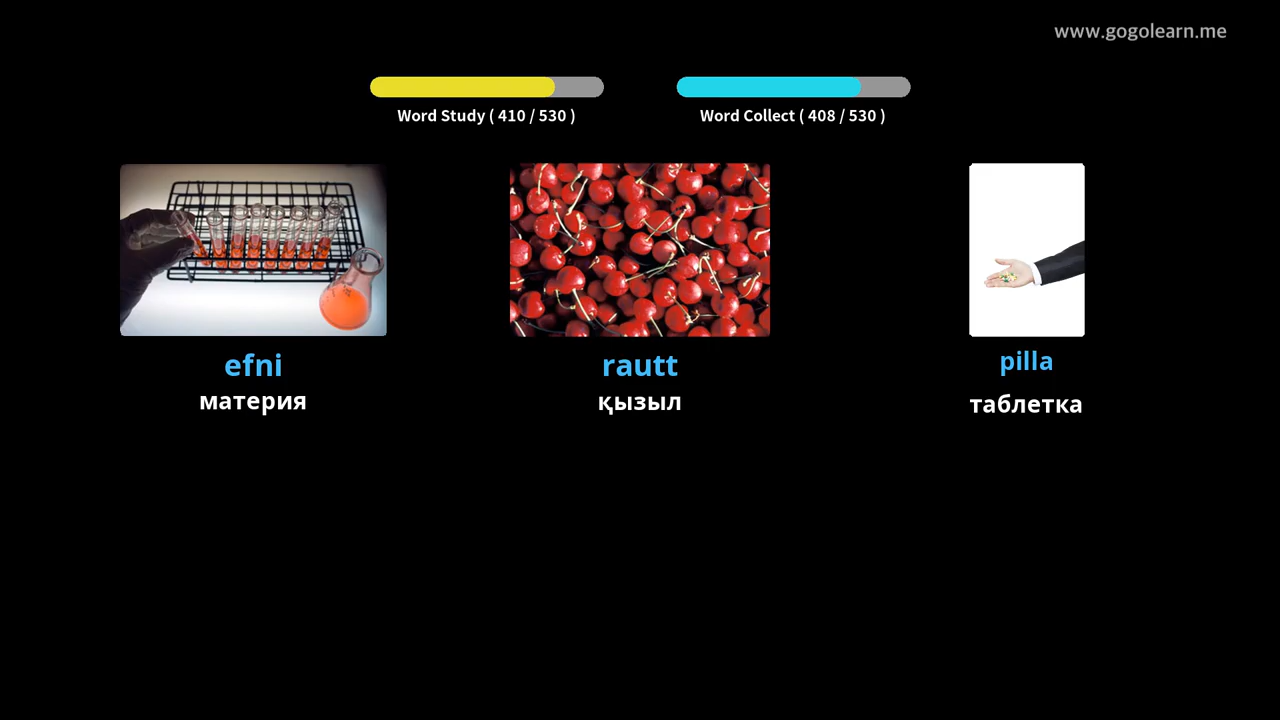 www.gogolearn.me
Word Study ( 410 / 530 )
Word Collect ( 408 / 530 )
efni
материя
rautt
қызыл
pilla
таблетка